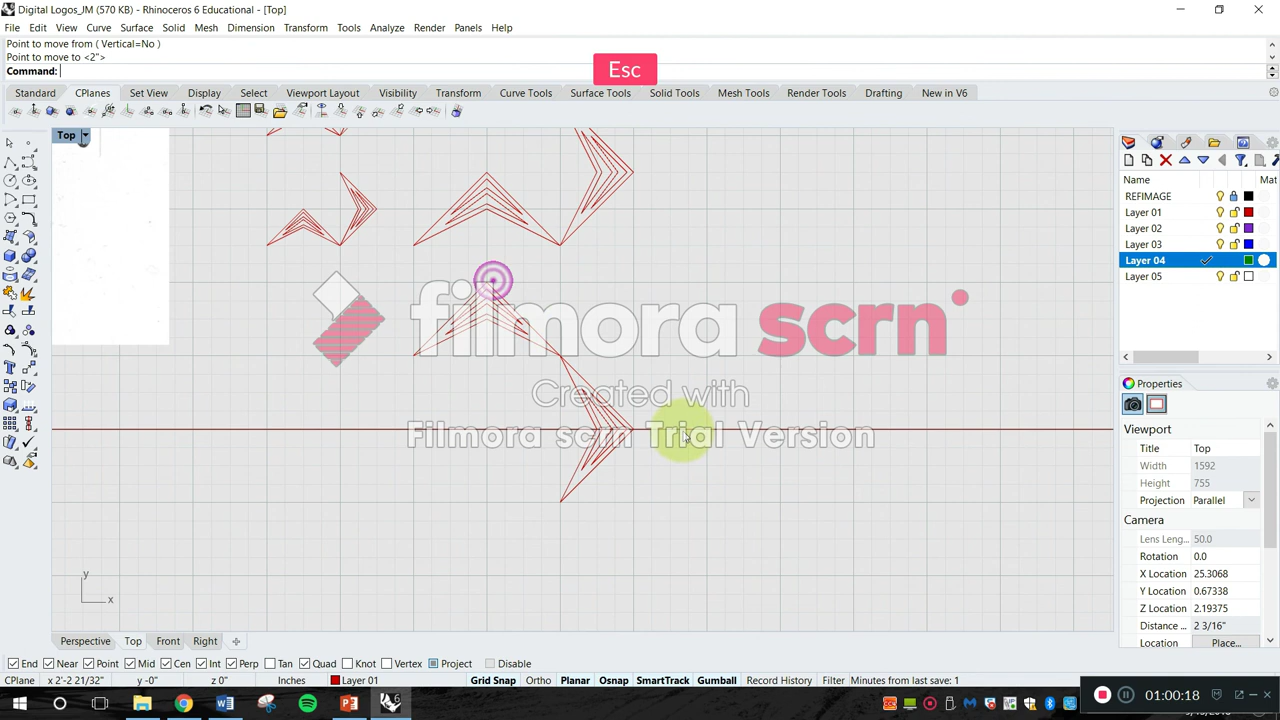 Digital Logos_JM (570 KB) - Rhinoceros 6 Educational - [Top]
File Edit View Curve Surface Solid Mesh Dimension Transform Tools Analyze Render Panels Help
Point to move from ( Vertical=No )
Point to move to <2">
Command:
Esc
Standard CPlanes Set View Display Select Viewport Layout Visibility Transform Curve Tools Surface Tools Solid Tools Mesh Tools Render Tools Drafting New in V6
Top
Name Mat
REFIMAGE
Layer 01
Layer 02
Layer 03
Layer 04
Layer 05
filmora scrn
Created with
Filmora scrn Trial Version
Properties
Viewport
Title Top
Width 1592
Height 755
Projection Parallel
Camera
Lens Leng... 50.0
Rotation 0.0
X Location 25.3068
Y Location 0.67338
Z Location 2.19375
Distance ... 2 3/16"
Location Place...
y
x
Perspective Top Front Right
End Near Point Mid Cen Int Perp Tan Quad Knot Vertex Project Disable
CPlane x 2'-2 21/32" y -0" z 0" Inches Layer 01 Grid Snap Ortho Planar Osnap SmartTrack Gumball Record History Filter Minutes from last save: 1
01:00:18